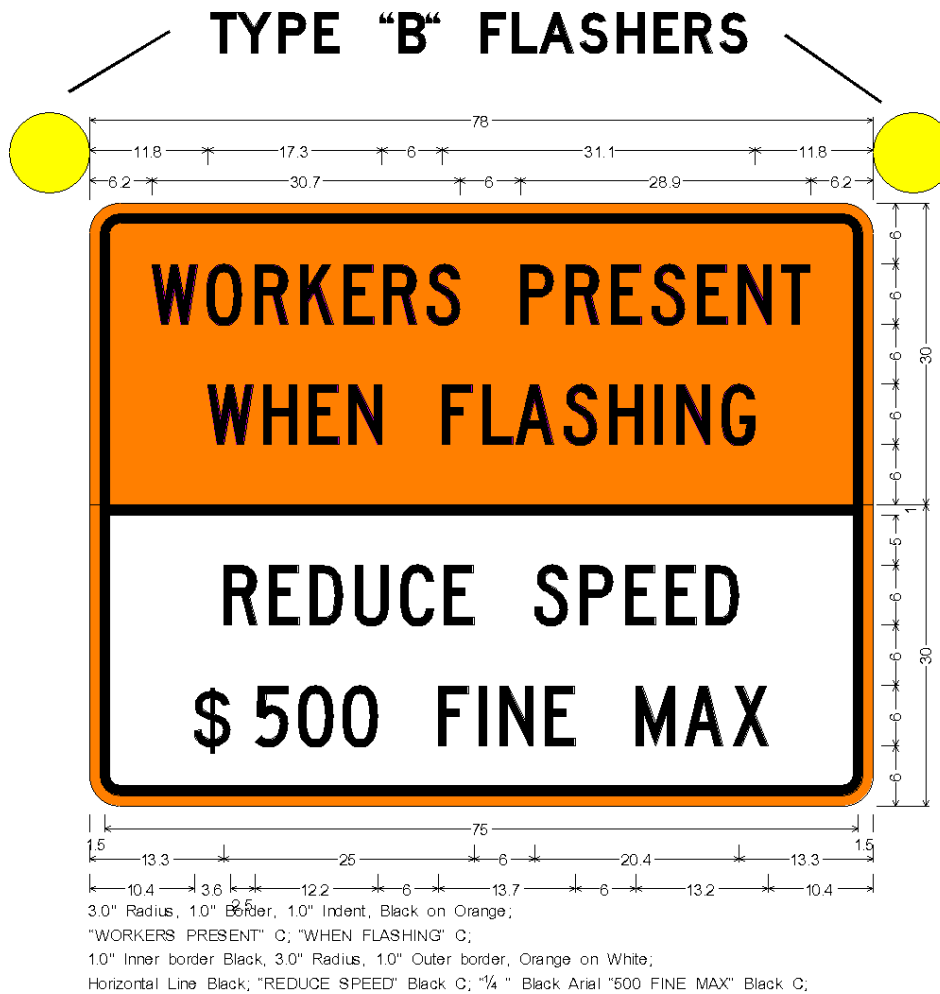 TYPE "B" FLASHERS
78
11.8 17.3 6 31.1 11.8
6.2 30.7 6 28.9 6.2
WORKERS PRESENT
WHEN FLASHING
REDUCE SPEED
$500 FINE MAX
6
6
6
6
6
30
1
5
6
6
6
6
30
75
1.5 1.5
13.3 25 6 20.4 13.3
10.4 3.6 2.5 12.2 6 13.7 6 13.2 10.4
3.0" Radius, 1.0" Border, 1.0" Indent, Black on Orange;
"WORKERS PRESENT" C; "WHEN FLASHING" C;
1.0" Inner border Black, 3.0" Radius, 1.0" Outer border, Orange on White;
Horizontal Line Black; "REDUCE SPEED" Black C; "¼ " Black Arial "500 FINE MAX" Black C;